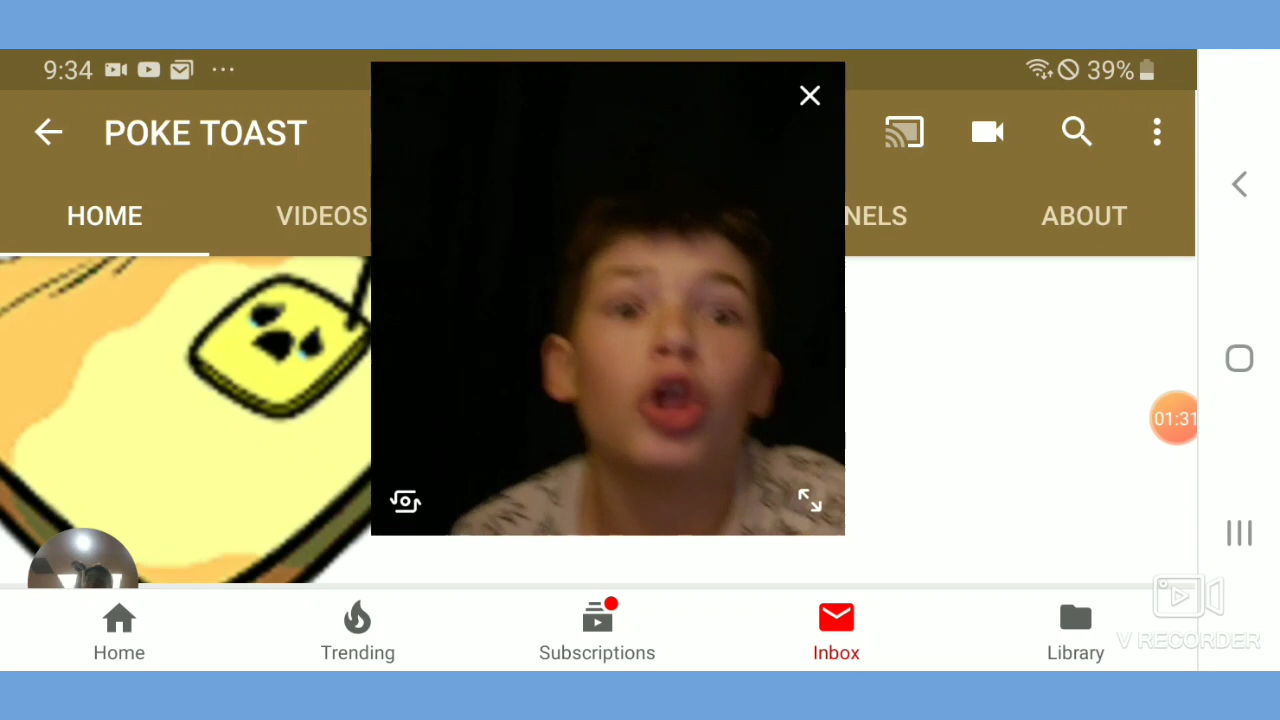 9:34 ... 39%
POKE TOAST
HOME VIDEOS NELS ABOUT
01:31
Home Trending Subscriptions Inbox Library
V RECORDER